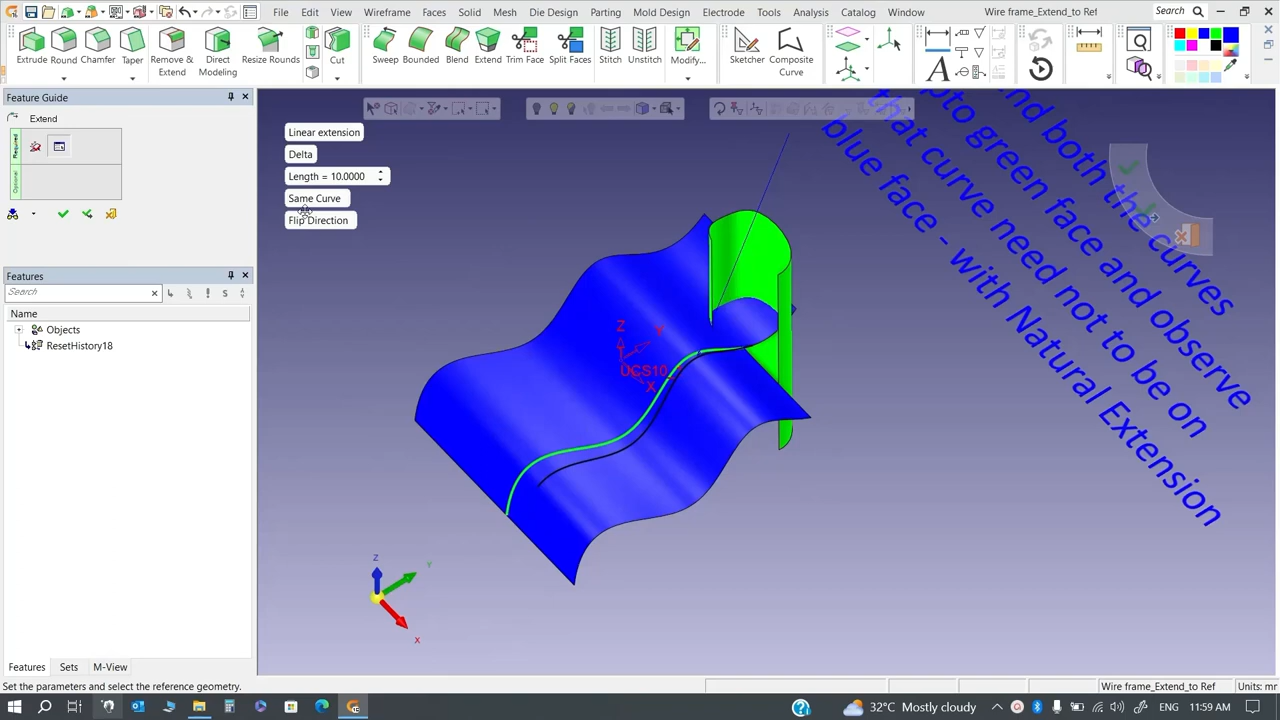 File Edit View Wireframe Faces Solid Mesh Die Design Parting Mold Design Electrode Tools Analysis Catalog Window Wire frame_Extend_to Ref Search
Extrude Round Chamfer Taper Remove & Extend Direct Modeling Resize Rounds Cut Sweep Bounded Blend Extend Trim Face Split Faces Stitch Unstitch Modify... Sketcher Composite Curve
Feature Guide
Extend
Required
Optional
Linear extension
Delta
Length = 10.0000
Same Curve
Flip Direction
nd both the curves
pto green face and observe
that curve need not to be on
blue face - with Natural Extension
Z
Y
UCS10
X
Features
Search
Name
Objects
ResetHistory18
Z
Y
X
Features Sets M-View
Set the parameters and select the reference geometry.
Wire frame_Extend_to Ref Units: mr
32°C Mostly cloudy
ENG 11:59 AM